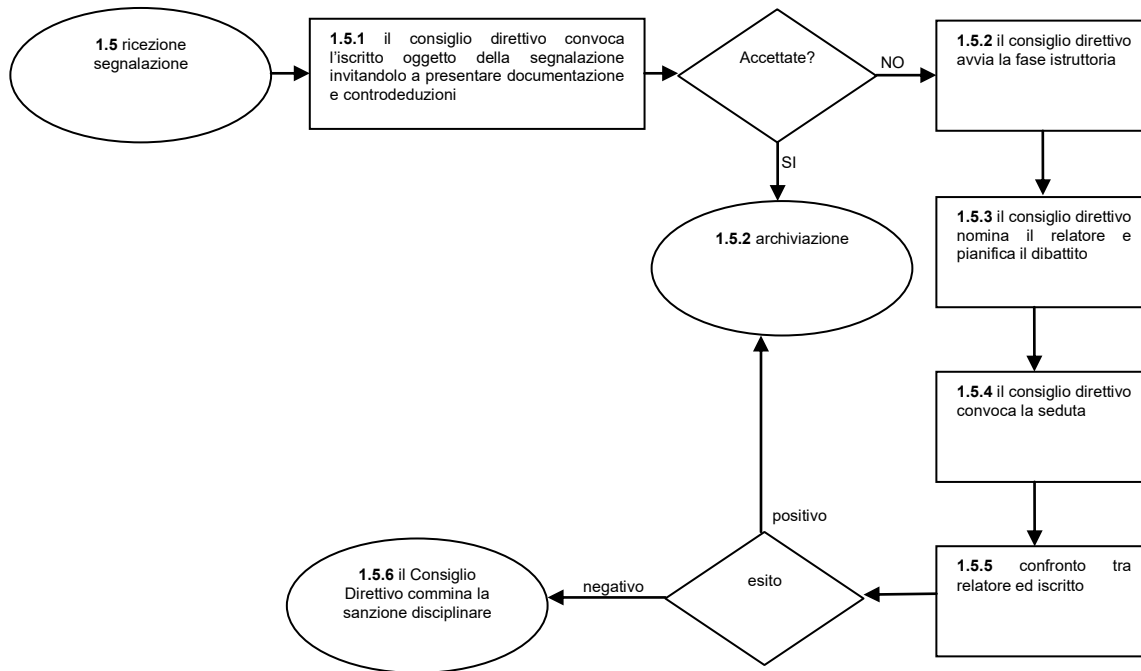 1.5 ricezione
segnalazione
1.5.1 il consiglio direttivo convoca
l'iscritto oggetto della segnalazione
invitandolo a presentare documentazione
e controdeduzioni
Accettate?
NO
1.5.2 il consiglio direttivo
avvia la fase istruttoria
SI
1.5.2 archiviazione
1.5.3 il consiglio direttivo
nomina il relatore e
pianifica il dibattito
1.5.4 il consiglio direttivo
convoca la seduta
positivo
1.5.5 confronto tra
relatore ed iscritto
esito
negativo
1.5.6 il Consiglio
Direttivo commina la
sanzione disciplinare